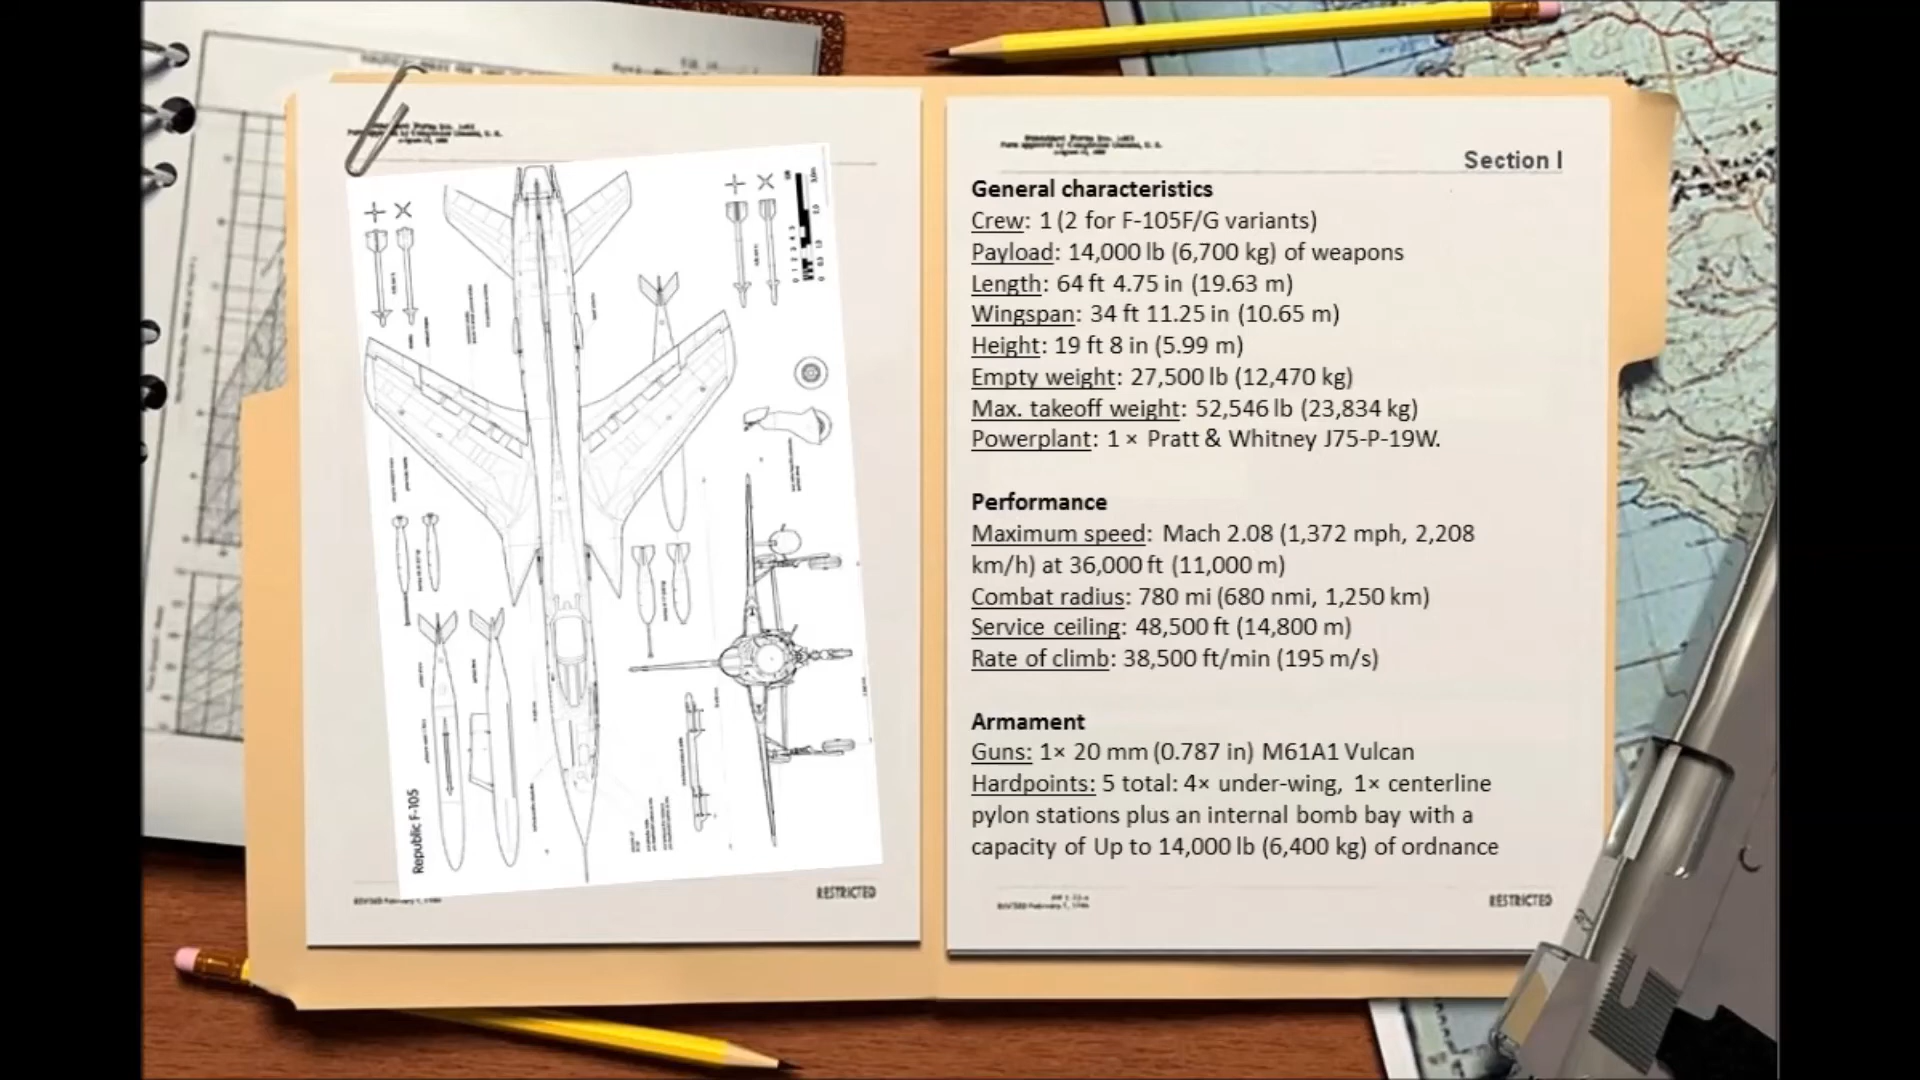 Section I
General characteristics
Crew: 1 (2 for F-105F/G variants)
Payload: 14,000 lb (6,700 kg) of weapons
Length: 64 ft 4.75 in (19.63 m)
Wingspan: 34 ft 11.25 in (10.65 m)
Height: 19 ft 8 in (5.99 m)
Empty weight: 27,500 lb (12,470 kg)
Max. takeoff weight: 52,546 lb (23,834 kg)
Powerplant: 1 × Pratt & Whitney J75-P-19W.
Performance
Maximum speed: Mach 2.08 (1,372 mph, 2,208
km/h) at 36,000 ft (11,000 m)
Combat radius: 780 mi (680 nmi, 1,250 km)
Service ceiling: 48,500 ft (14,800 m)
Rate of climb: 38,500 ft/min (195 m/s)
Armament
Guns: 1× 20 mm (0.787 in) M61A1 Vulcan
Hardpoints: 5 total: 4× under-wing, 1× centerline
pylon stations plus an internal bomb bay with a
capacity of Up to 14,000 lb (6,400 kg) of ordnance
Republic F-105
RESTRICTED
RESTRICTED